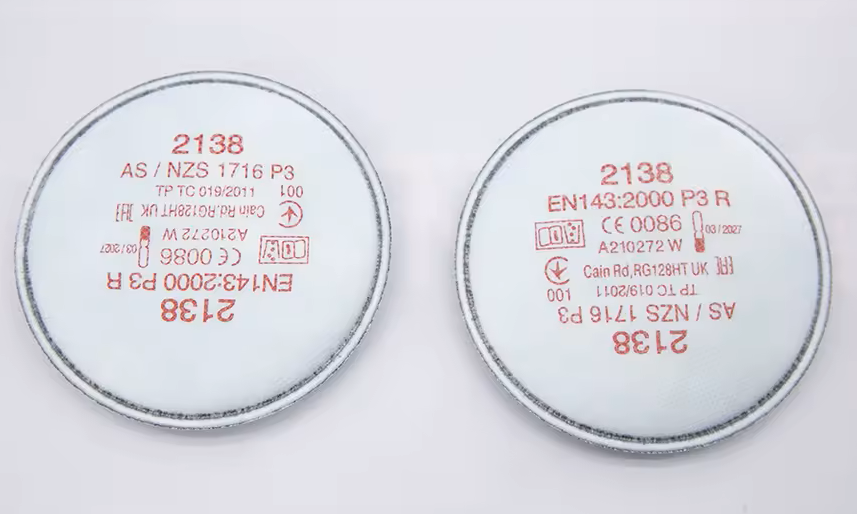 2138
AS / NZS 1716 P3
TP TC 019/2011
001
Cain Rd,RG128HT UK EAC
A210272 W
03/2027
CE 0086
EN143:2000 P3 R
2138
2138
EN143:2000 P3 R
CE 0086
03/2027
A210272 W
Cain Rd,RG128HT UK EAC
001
TP TC 019/2011
AS / NZS 1716 P3
2138